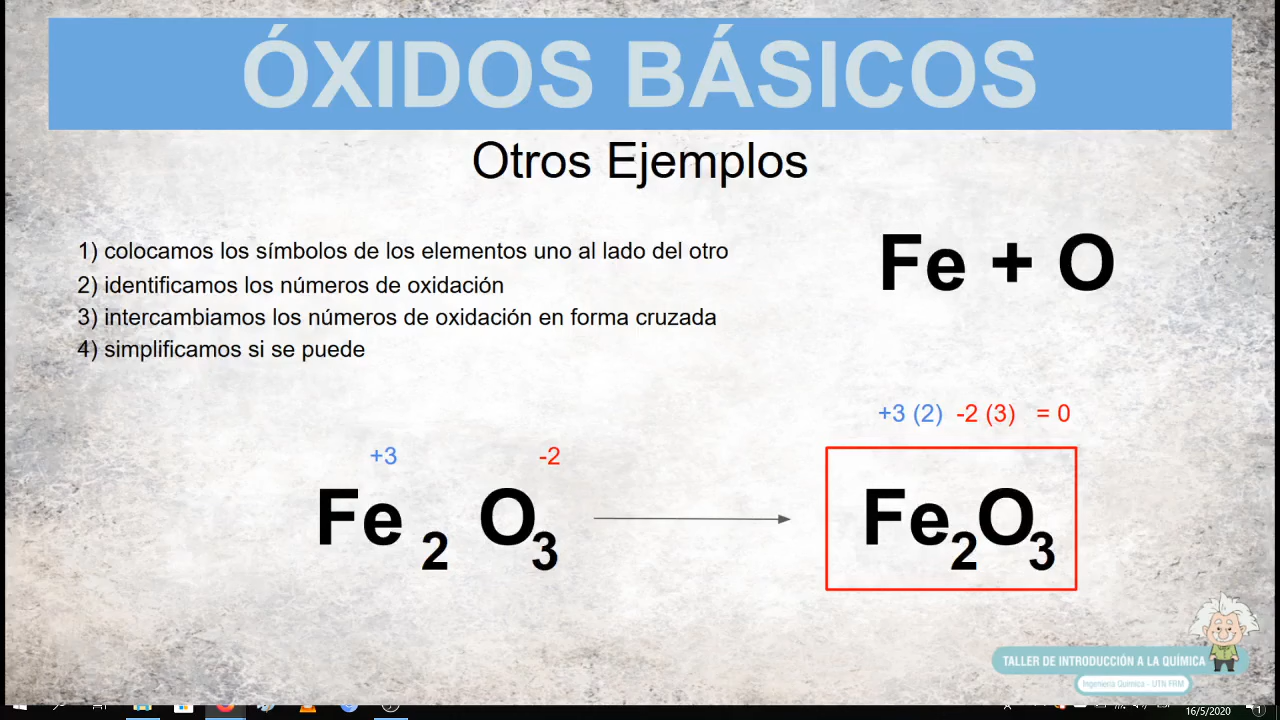 ÓXIDOS BÁSICOS
Otros Ejemplos
1) colocamos los símbolos de los elementos uno al lado del otro
2) identificamos los números de oxidación
3) intercambiamos los números de oxidación en forma cruzada
4) simplificamos si se puede
Fe + O
+3 (2) -2 (3) = 0
+3 -2
Fe 2 O3
Fe2O3
TALLER DE INTRODUCCIÓN A LA QUÍMICA
Ingeniería Química - UTN FRM
16/5/2020
1